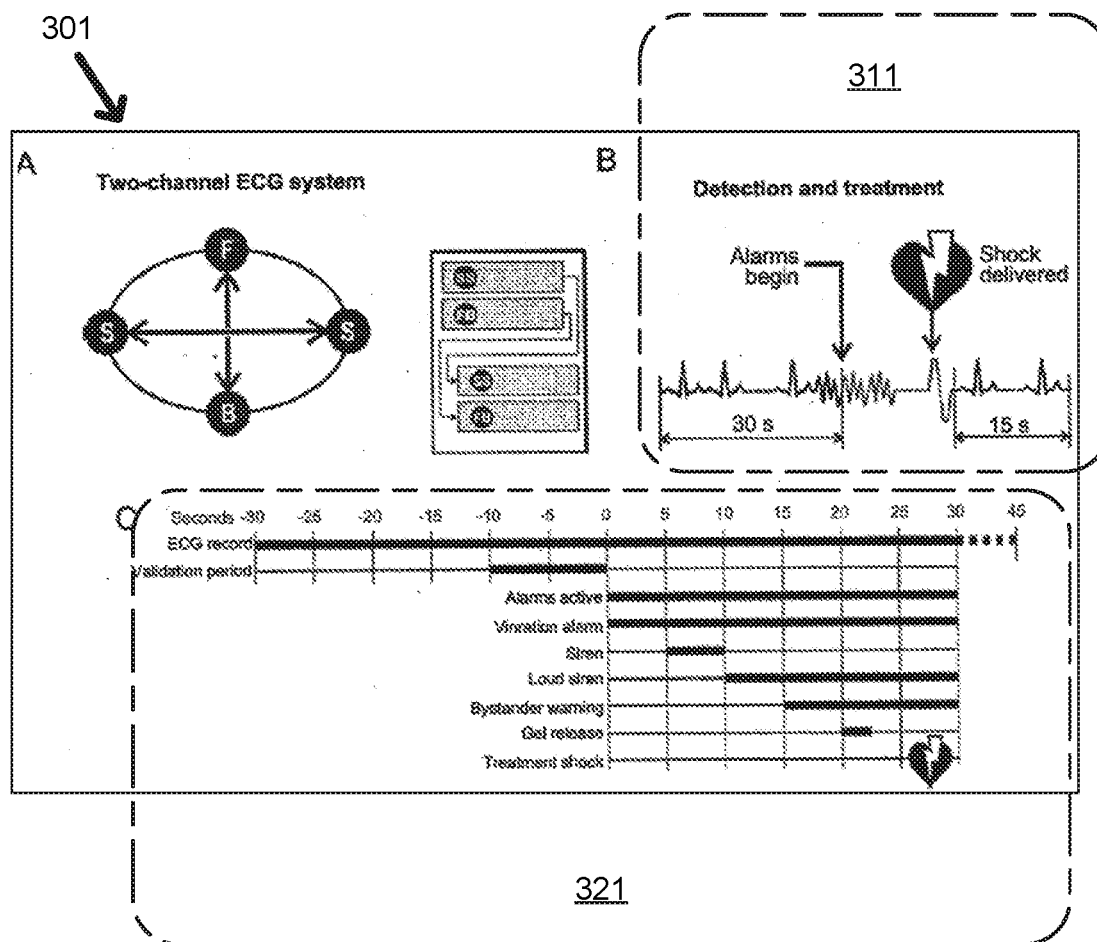 301
311
A
B
Two-channel ECG system
Detection and treatment
F
S
S
B
Alarms
begin
Shock
delivered
30 s
15 s
C
Seconds -30 -25 -20 -15 -10 -5 0 5 10 15 20 25 30 45
ECG record
Validation period
Alarms active
Vinration alarm
Siren
Loud siren
Bystander warning
Gel release
Treatment shock
321